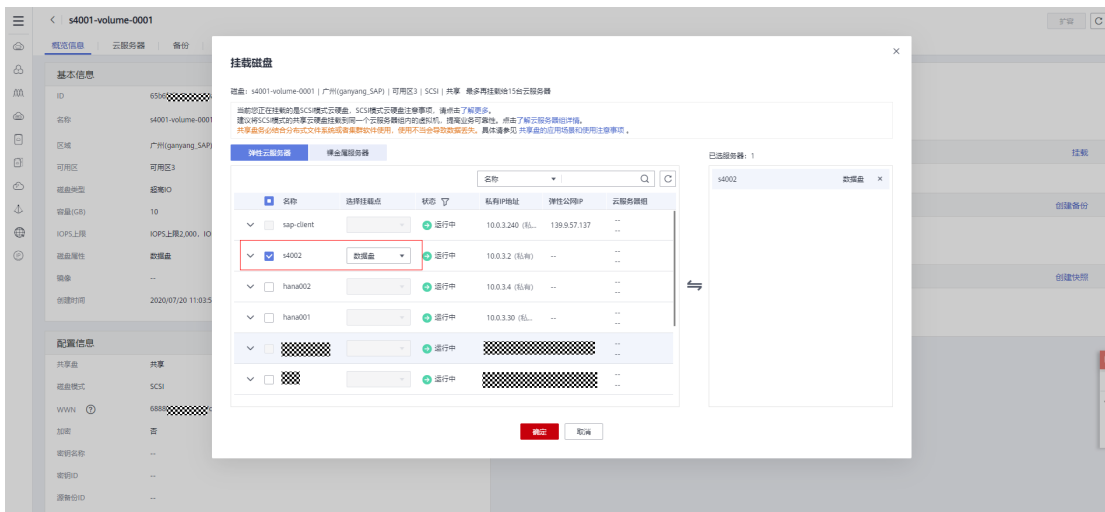 s4001-volume-0001
扩容
概览信息 云服务器 备份
基本信息
ID
名称 s4001-volume-0001
区域 广州(ganyang_SAP)
可用区 可用区3
磁盘类型 超高IO
容量(GB) 10
IOPS上限 IOPS上限2,000, IO
磁盘属性 数据盘
镜像 --
创建时间 2020/07/20 11:03:5
配置信息
共享盘 共享
磁盘模式 SCSI
WWN
加密 否
密钥名称 --
密钥ID --
源备份ID --
挂载磁盘
磁盘: s4001-volume-0001 | 广州(ganyang_SAP) | 可用区3 | SCSI | 共享 最多再挂载给15台云服务器
当前您正在挂载的是SCSI模式云硬盘, SCSI模式云硬盘注意事项, 请点击了解更多。
建议将SCSI模式的共享云硬盘挂载到同一个云服务器组内的虚拟机, 提高业务可靠性。点击了解云服务器组详情。
共享盘务必结合分布式文件系统或者集群软件使用, 使用不当会导致数据丢失。具体请参见 共享盘的应用场景和使用注意事项 。
弹性云服务器 裸金属服务器
名称
名称 选择挂载点 状态 私有IP地址 弹性公网IP 云服务器组
sap-client 运行中 10.0.3.240 (私... 139.9.57.137 -- --
s4002 数据盘 运行中 10.0.3.2 (私有) -- -- --
hana002 运行中 10.0.3.4 (私有) -- -- --
hana001 运行中 10.0.3.30 (私... -- -- --
运行中 -- --
运行中 -- --
已选服务器: 1
s4002 数据盘 ×
确定 取消
挂载
创建备份
创建快照